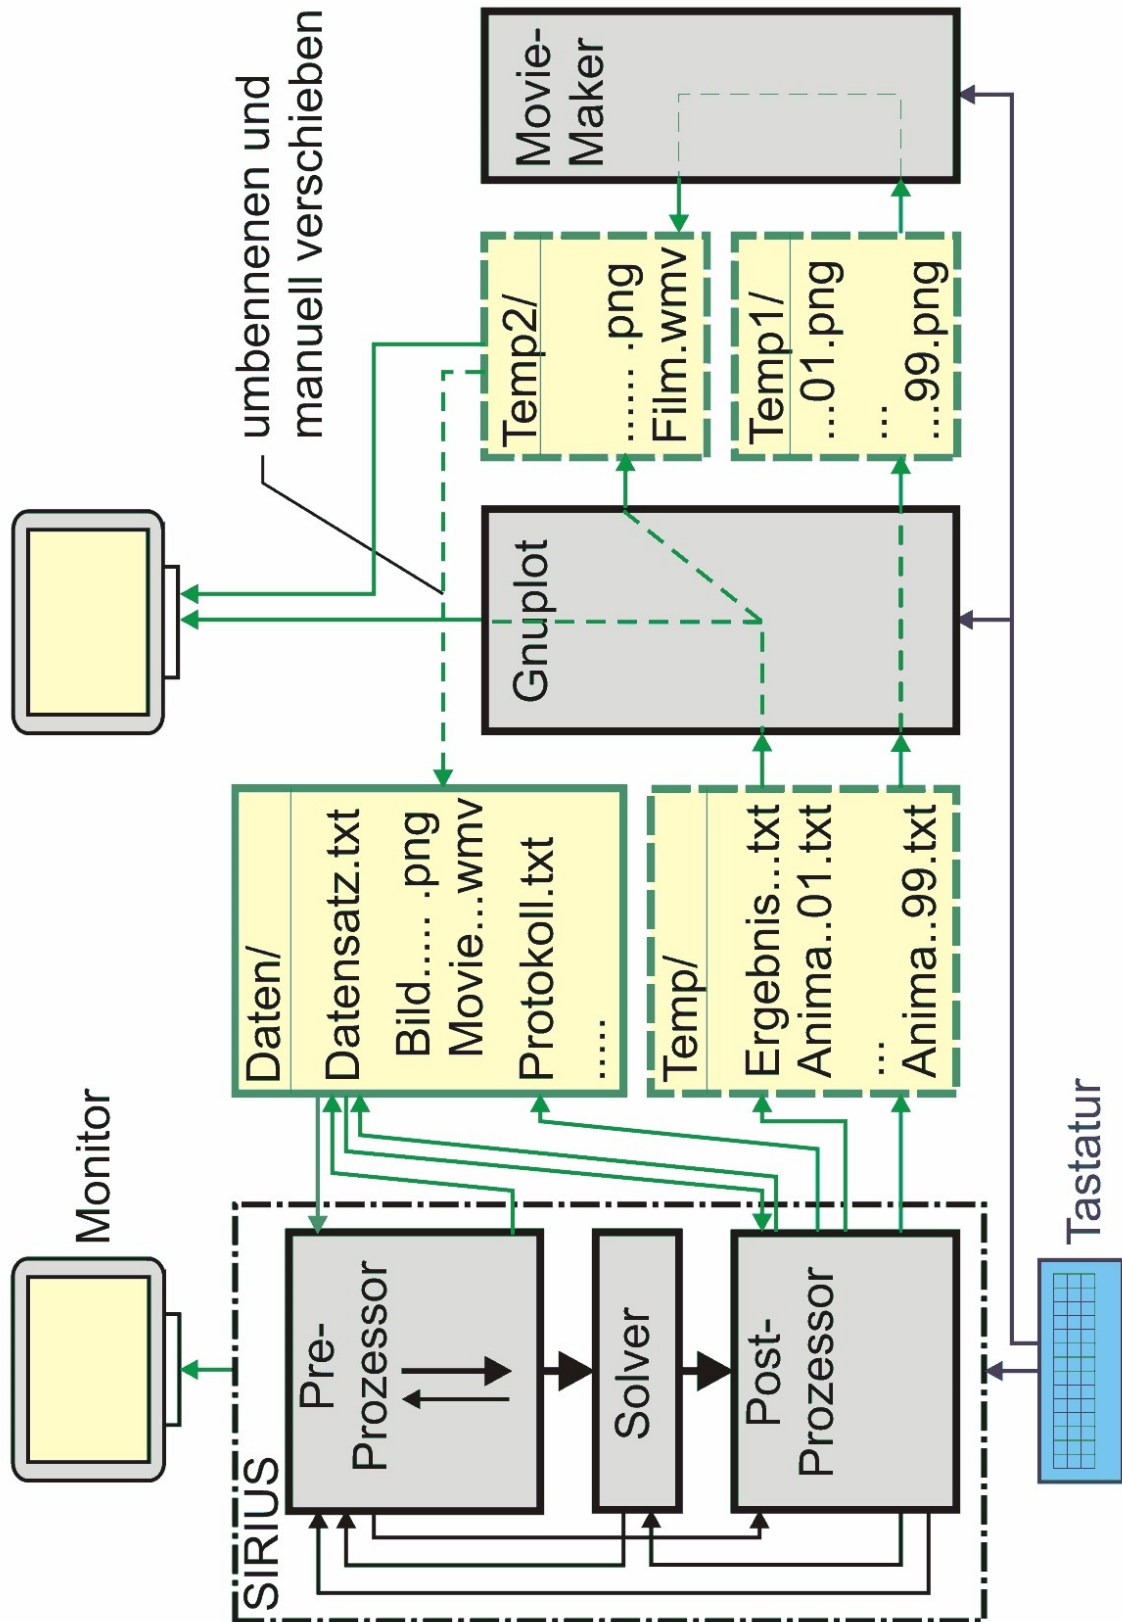 Monitor
umbennenen und
manuell verschieben
SIRIUS
Pre-
Prozessor
Solver
Post-
Prozessor
Daten/
Datensatz.txt
Bild...... .png
Movie...wmv
Protokoll.txt
.....
Temp/
Ergebnis...txt
Anima..01.txt
...
Anima..99.txt
Gnuplot
Temp2/
....... .png
Film.wmv
Temp1/
...01.png
...
...99.png
Movie-
Maker
Tastatur